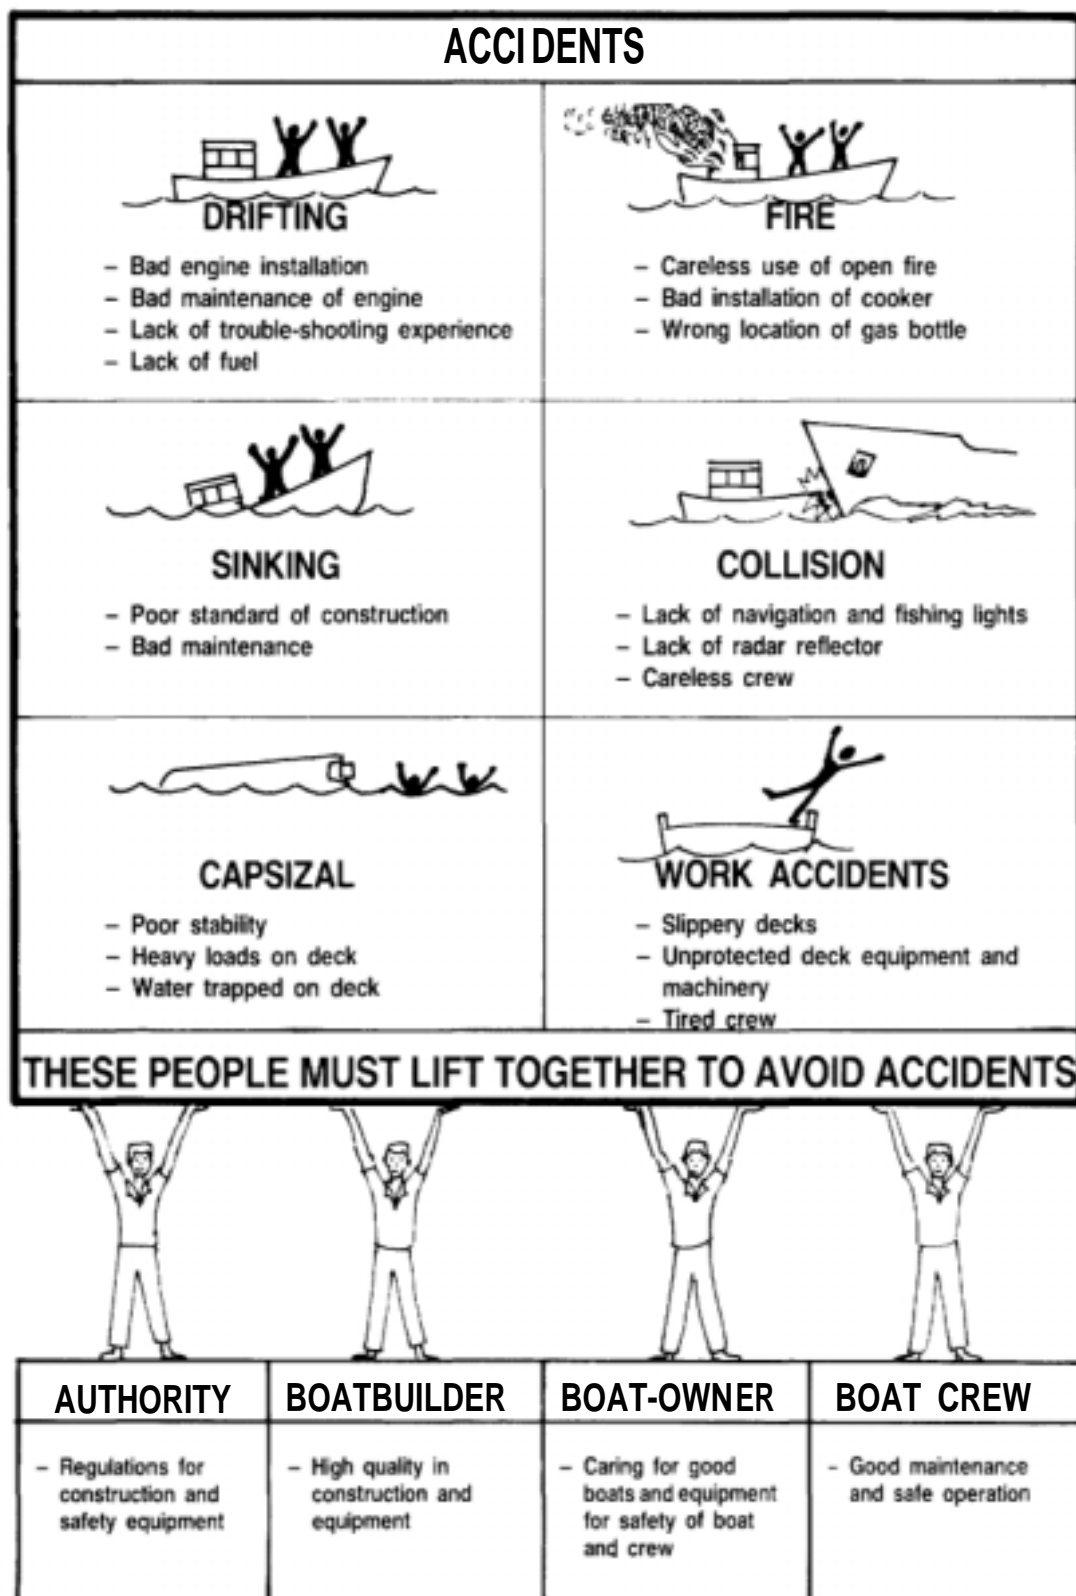 ACCIDENTS
DRIFTING
– Bad engine installation
– Bad maintenance of engine
– Lack of trouble-shooting experience
– Lack of fuel
FIRE
– Careless use of open fire
– Bad installation of cooker
– Wrong location of gas bottle
SINKING
– Poor standard of construction
– Bad maintenance
COLLISION
– Lack of navigation and fishing lights
– Lack of radar reflector
– Careless crew
CAPSIZAL
– Poor stability
– Heavy loads on deck
– Water trapped on deck
WORK ACCIDENTS
– Slippery decks
– Unprotected deck equipment and
machinery
– Tired crew
THESE PEOPLE MUST LIFT TOGETHER TO AVOID ACCIDENTS
AUTHORITY
– Regulations for
construction and
safety equipment
BOATBUILDER
– High quality in
construction and
equipment
BOAT-OWNER
– Caring for good
boats and equipment
for safety of boat
and crew
BOAT CREW
– Good maintenance
and safe operation